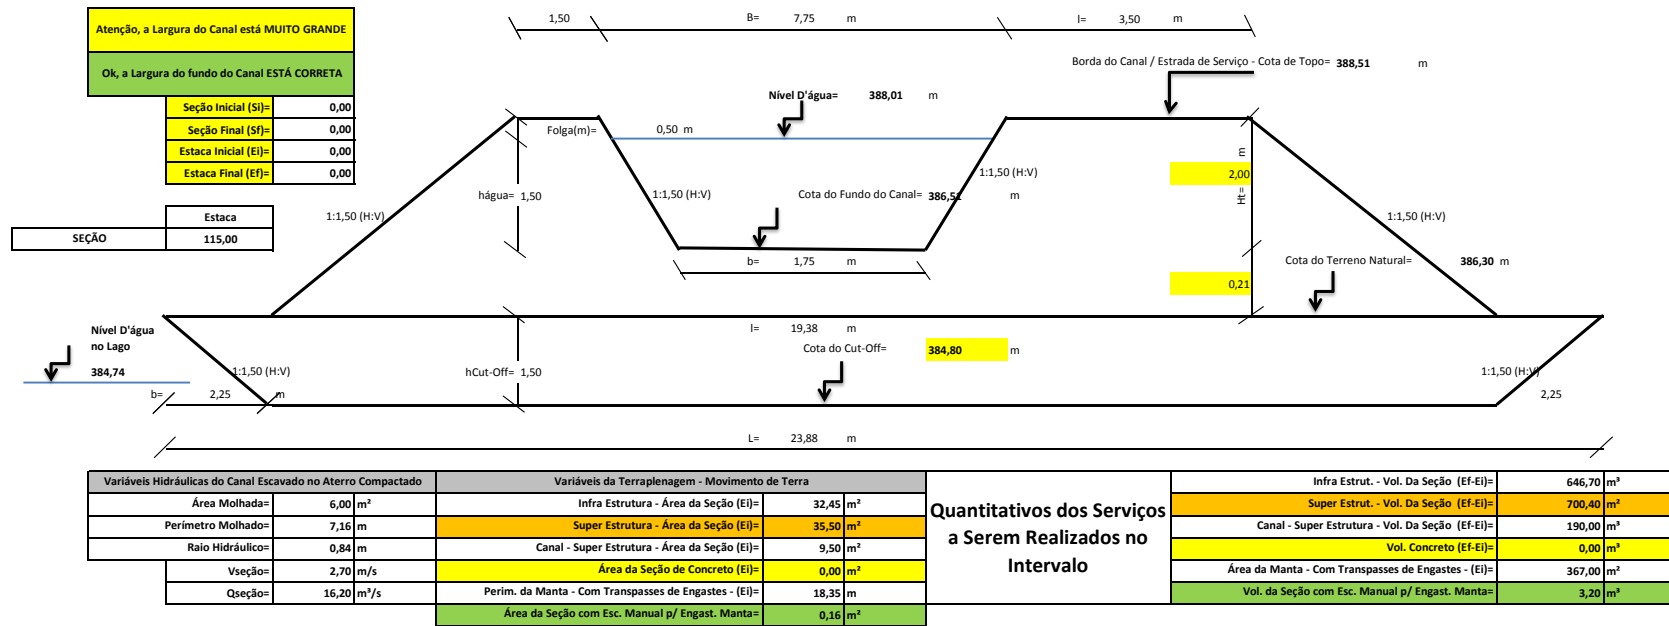 1,50 B= 7,75 m l= 3,50 m
Atenção, a Largura do Canal está MUITO GRANDE
Ok, a Largura do fundo do Canal ESTÁ CORRETA
Borda do Canal / Estrada de Serviço - Cota de Topo= 388,51 m
Nível D'água= 388,01 m
Seção Inicial (Si)= 0,00
Seção Final (Sf)= 0,00
Estaca Inicial (Ei)= 0,00
Estaca Final (Ef)= 0,00
Folga(m)= 0,50 m
m
2,00
Ht=
hágua= 1,50
1:1,50 (H:V)
Cota do Fundo do Canal= 386,51 m
1:1,50 (H:V)
Estaca
SEÇÃO 115,00
1:1,50 (H:V)
1:1,50 (H:V)
b= 1,75 m
Cota do Terreno Natural= 386,30 m
0,21
Nível D'água
no Lago
384,74
l= 19,38 m
Cota do Cut-Off= 384,80 m
1:1,50 (H:V)
hCut-Off= 1,50
1:1,50 (H:V)
b= 2,25 m
2,25
L= 23,88 m
Variáveis Hidráulicas do Canal Escavado no Aterro Compactado
Área Molhada= 6,00 m²
Perímetro Molhado= 7,16 m
Raio Hidráulico= 0,84 m
Vseção= 2,70 m/s
Qseção= 16,20 m³/s
Variáveis da Terraplenagem - Movimento de Terra
Infra Estrutura - Área da Seção (Ei)= 32,45 m²
Super Estrutura - Área da Seção (Ei)= 35,50 m²
Canal - Super Estrutura - Área da Seção (Ei)= 9,50 m²
Área da Seção de Concreto (Ei)= 0,00 m²
Perim. da Manta - Com Transpasses de Engastes - (Ei)= 18,35 m
Área da Seção com Esc. Manual p/ Engast. Manta= 0,16 m²
Quantitativos dos Serviços
a Serem Realizados no
Intervalo
Infra Estrut. - Vol. Da Seção (Ef-Ei)= 646,70 m³
Super Estrut. - Vol. Da Seção (Ef-Ei)= 700,40 m²
Canal - Super Estrutura - Vol. Da Seção (Ef-Ei)= 190,00 m³
Vol. Concreto (Ef-Ei)= 0,00 m³
Área da Manta - Com Transpasses de Engastes - (Ei)= 367,00 m²
Vol. da Seção com Esc. Manual p/ Engast. Manta= 3,20 m³